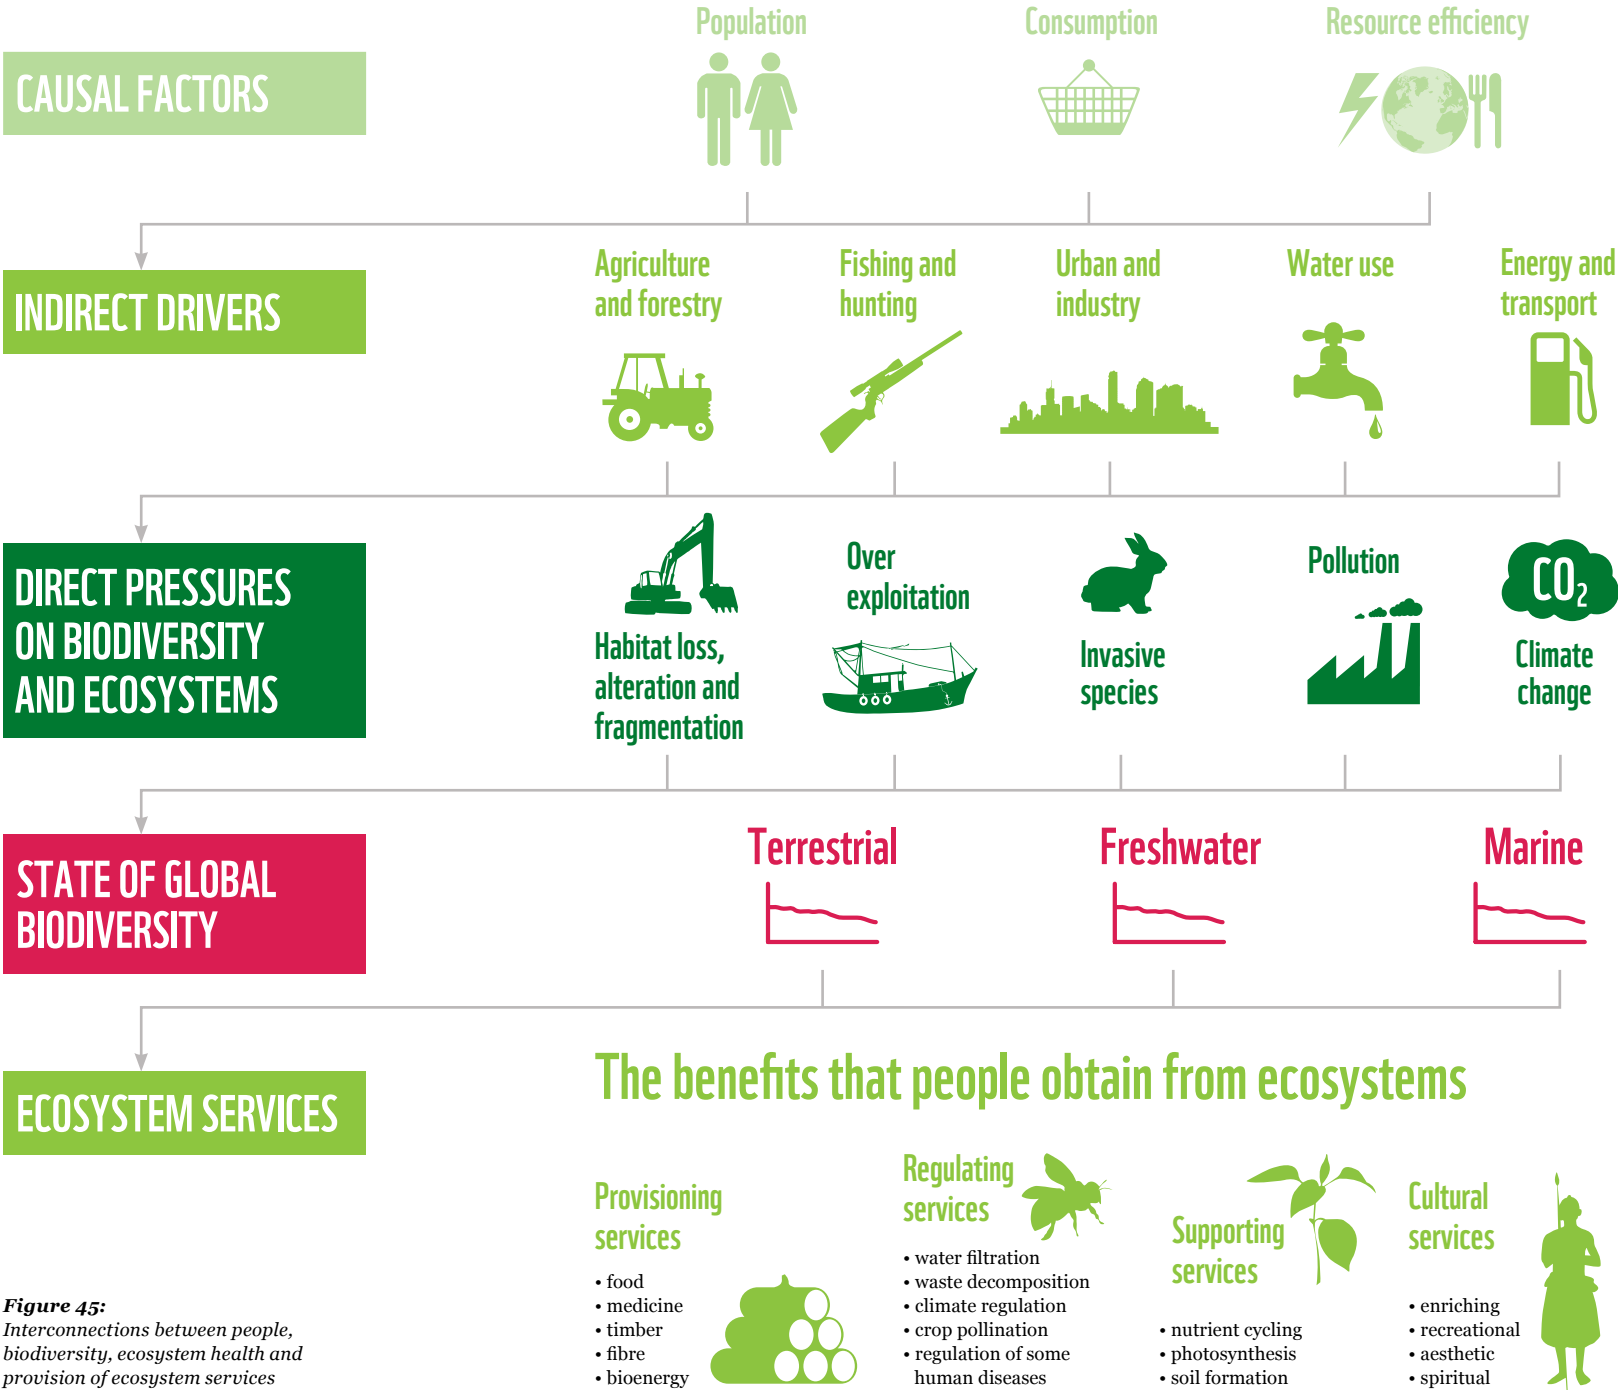 Population
Consumption
Resource efficiency
CAUSAL FACTORS
INDIRECT DRIVERS
Agriculture
and forestry
Fishing and
hunting
Urban and
industry
Water use
Energy and
transport
DIRECT PRESSURES
ON BIODIVERSITY
AND ECOSYSTEMS
Habitat loss,
alteration and
fragmentation
Over
exploitation
Invasive
species
Pollution
CO₂
Climate
change
STATE OF GLOBAL
BIODIVERSITY
Terrestrial
Freshwater
Marine
ECOSYSTEM SERVICES
The benefits that people obtain from ecosystems
Provisioning
services
• food
• medicine
• timber
• fibre
• bioenergy
Regulating
services
• water filtration
• waste decomposition
• climate regulation
• crop pollination
• regulation of some
human diseases
Supporting
services
• nutrient cycling
• photosynthesis
• soil formation
Cultural
services
• enriching
• recreational
• aesthetic
• spiritual
Figure 45:
Interconnections between people,
biodiversity, ecosystem health and
provision of ecosystem services